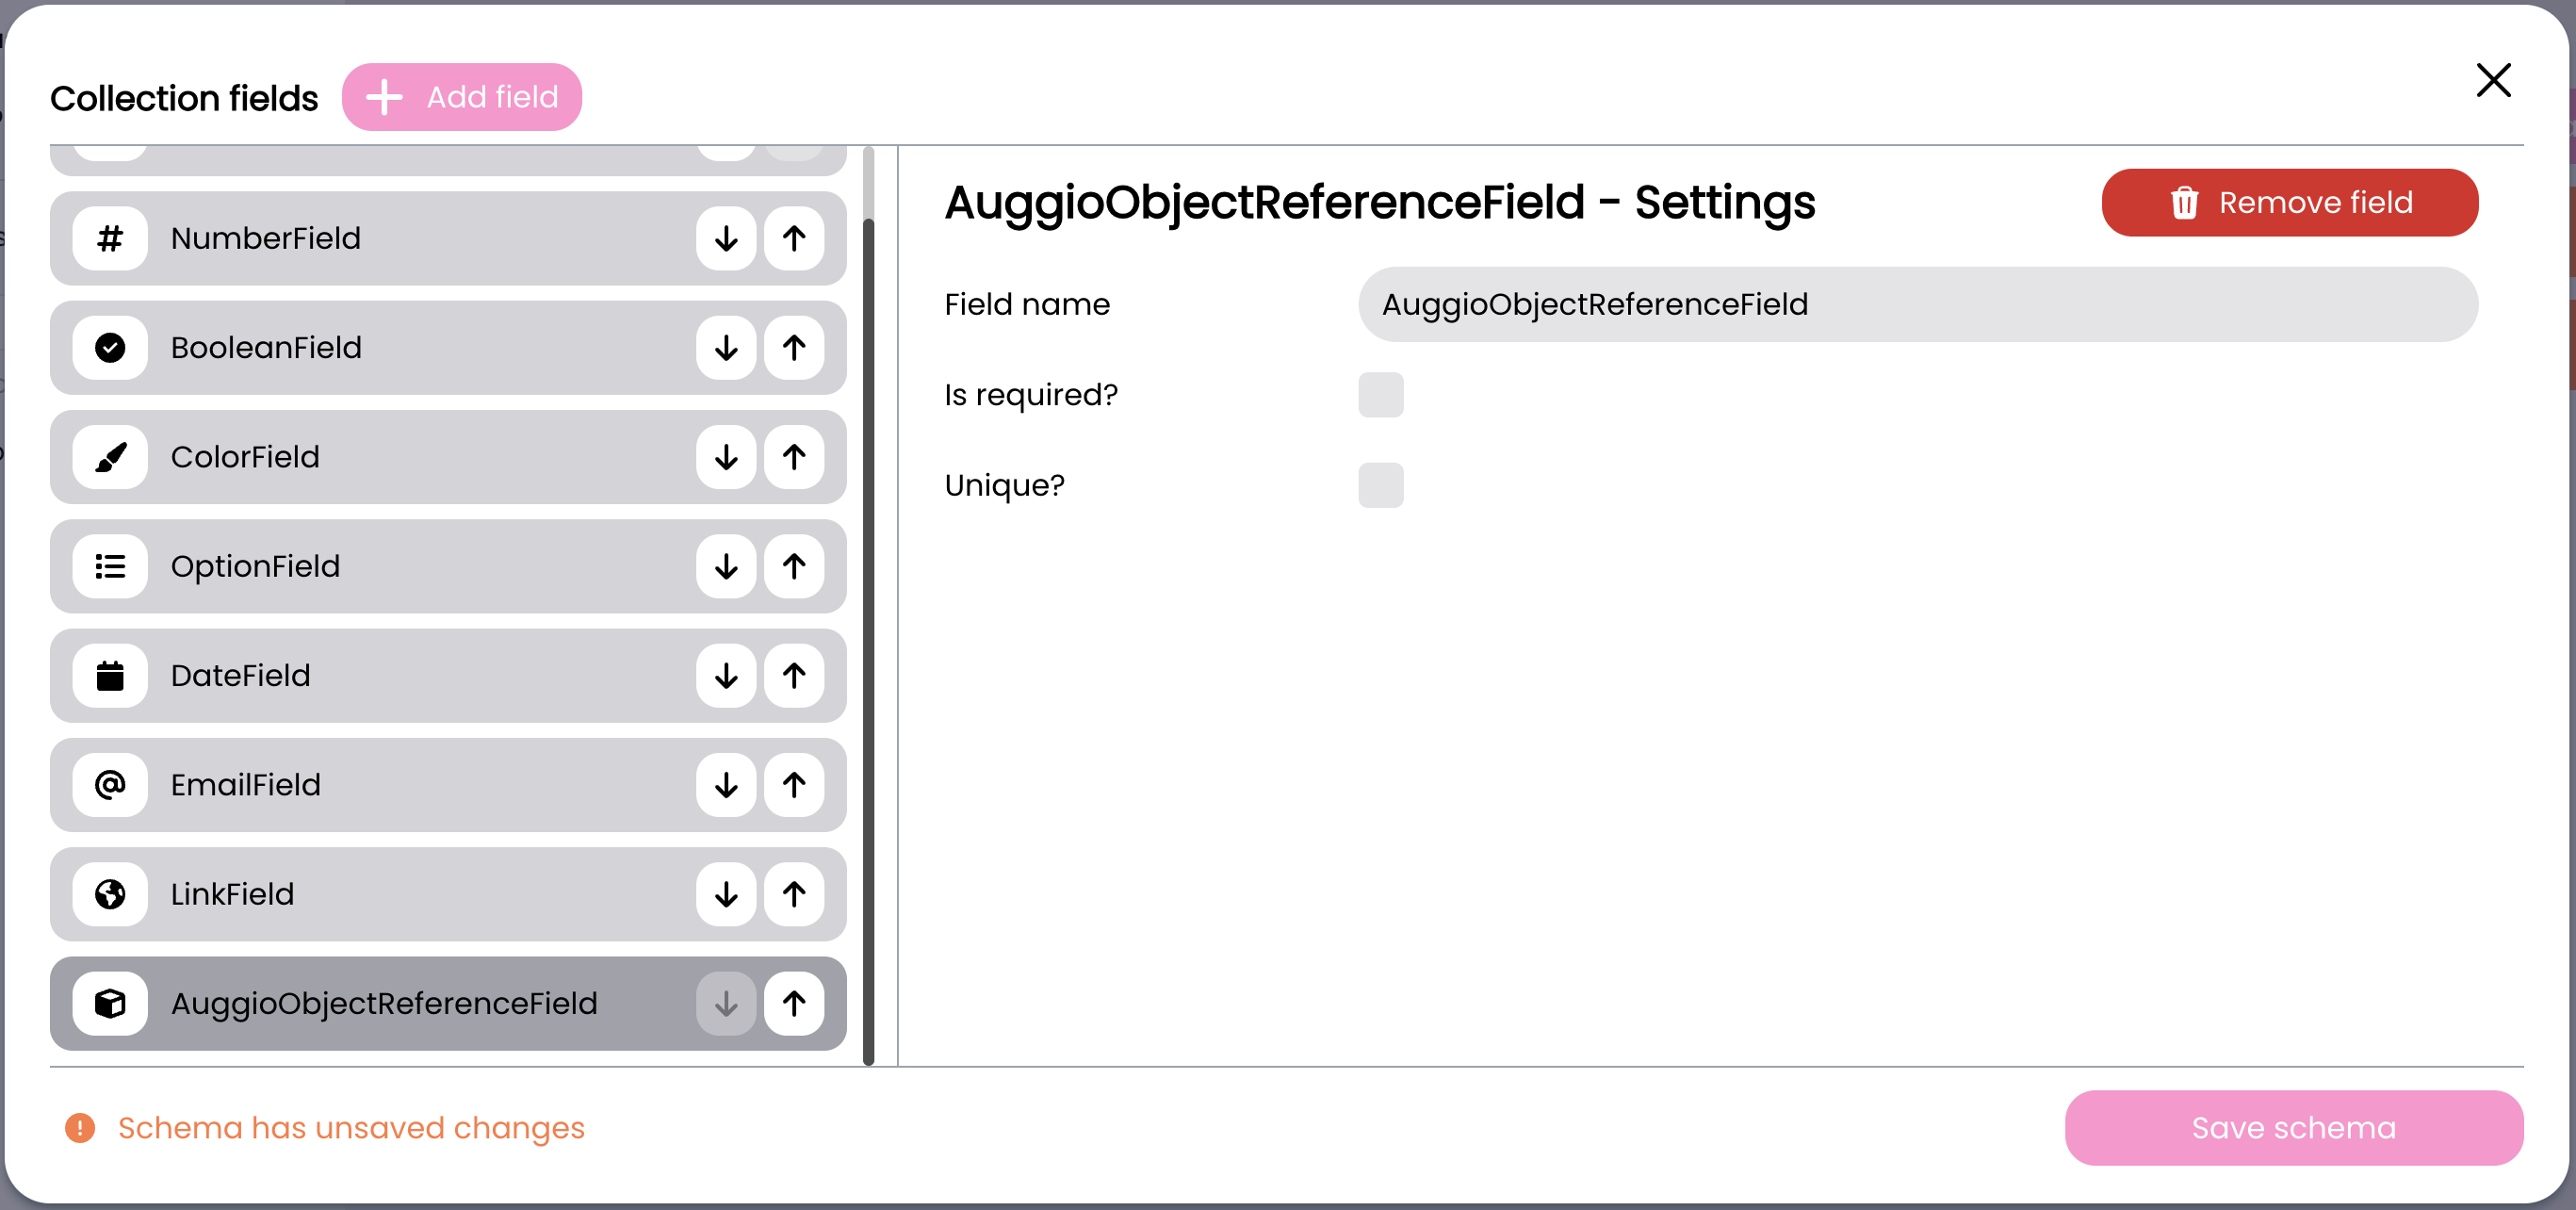 Collection fields
Add field
NumberField
BooleanField
ColorField
OptionField
DateField
EmailField
LinkField
AuggioObjectReferenceField
AuggioObjectReferenceField - Settings
Remove field
Field name
AuggioObjectReferenceField
Is required?
Unique?
Schema has unsaved changes
Save schema